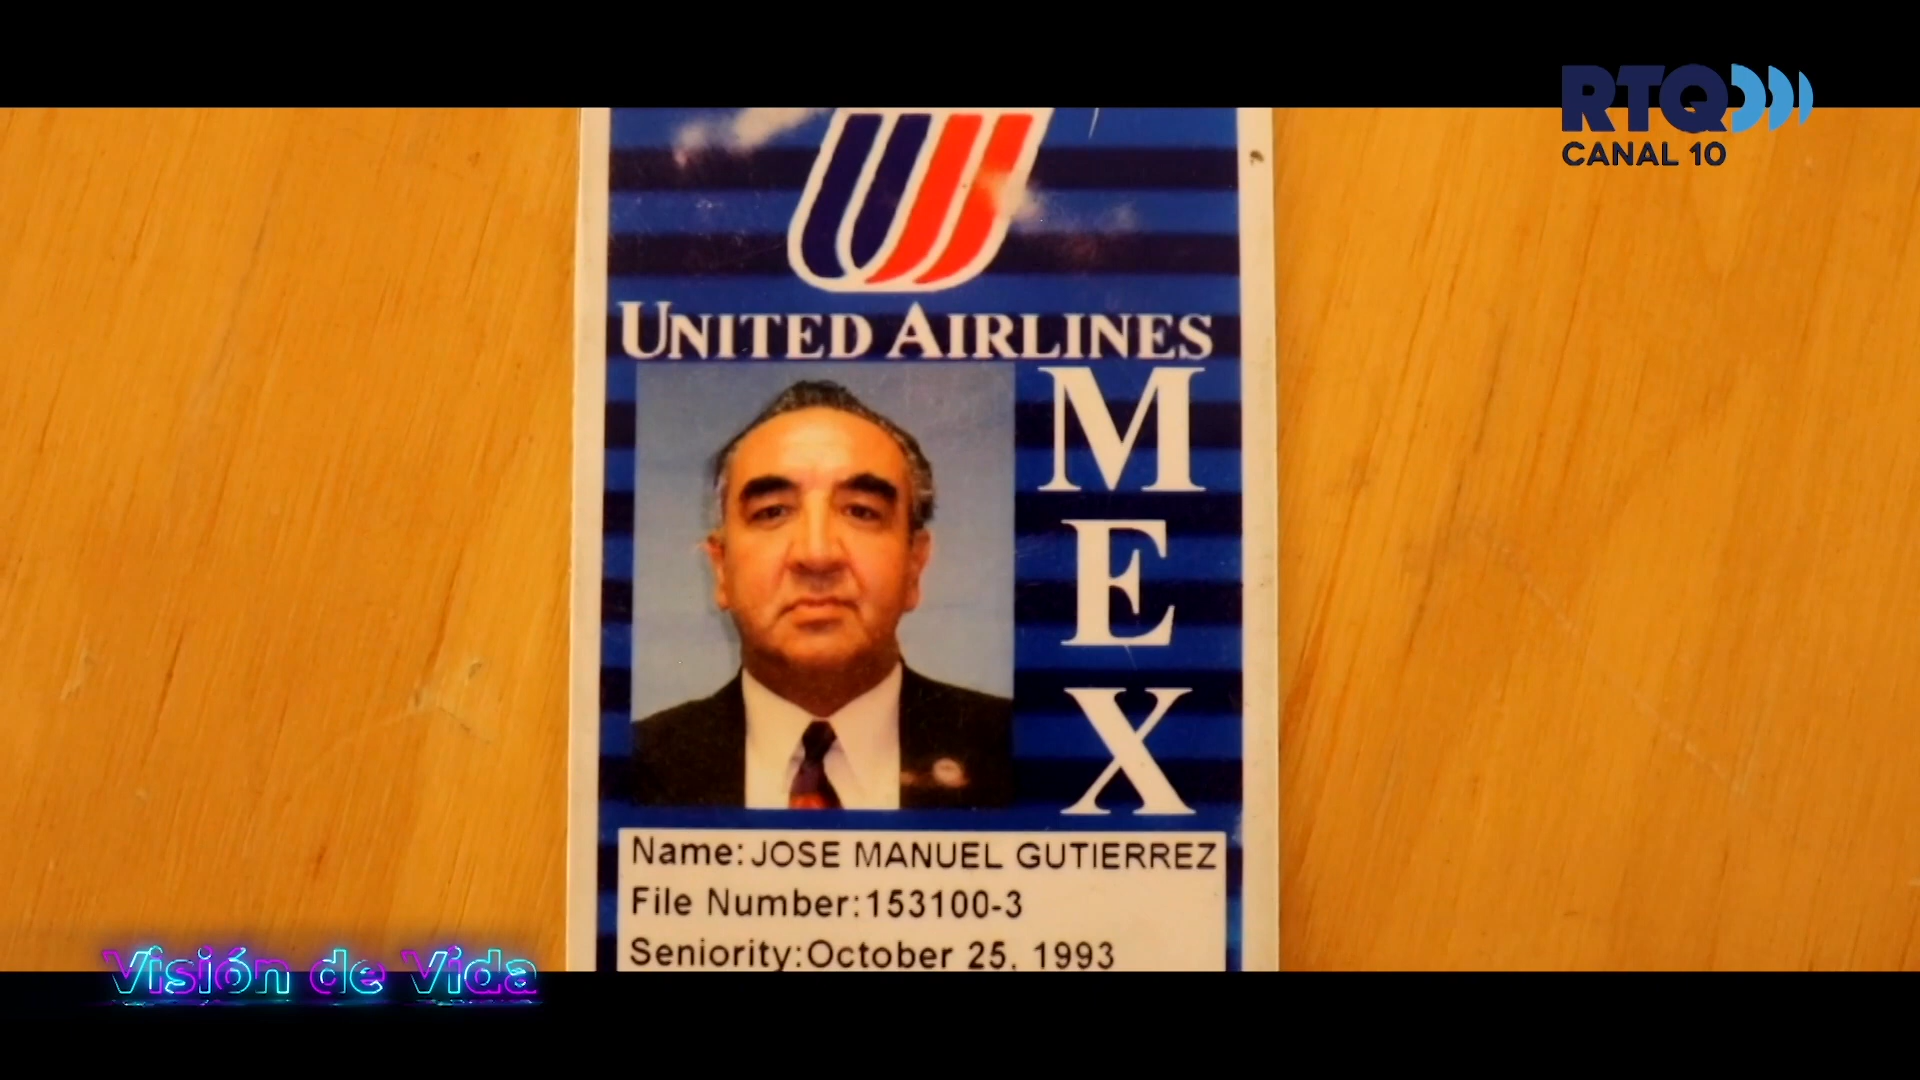 RTQ
CANAL 10
UNITED AIRLINES
MEX
Name: JOSE MANUEL GUTIERREZ
File Number: 153100-3
Seniority: October 25, 1993
Visión de Vida